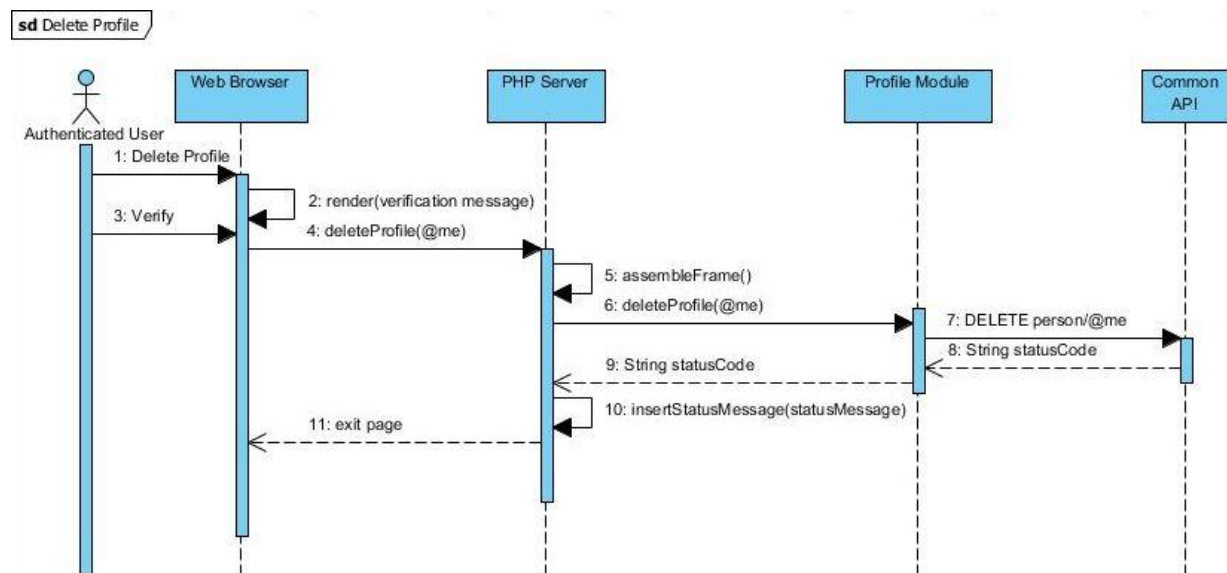 sd Delete Profile
Web Browser
PHP Server
Profile Module
Common
API
Authenticated User
1: Delete Profile
2: render(verification message)
3: Verify
4: deleteProfile(@me)
5: assembleFrame()
6: deleteProfile(@me)
7: DELETE person/@me
8: String statusCode
9: String statusCode
10: insertStatusMessage(statusMessage)
11: exit page